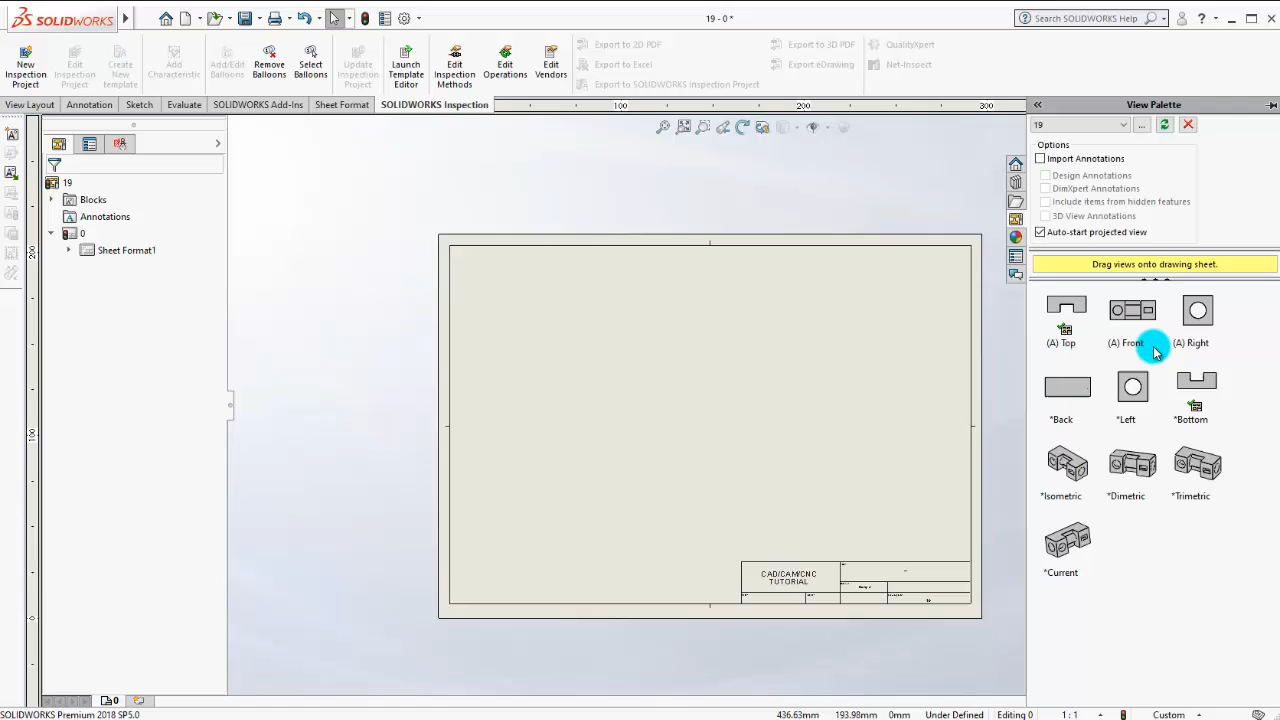 SOLIDWORKS
19 - 0 *
Search SOLIDWORKS Help
New Inspection Project
Edit Inspection Project
Create New template
Add Characteristic
Add/Edit Balloons
Remove Balloons
Select Balloons
Update Inspection Project
Launch Template Editor
Edit Inspection Methods
Edit Operations
Edit Vendors
Export to 2D PDF
Export to Excel
Export to SOLIDWORKS Inspection Project
Export to 3D PDF
Export eDrawing
QualityXpert
Net-Inspect
View Layout
Annotation
Sketch
Evaluate
SOLIDWORKS Add-Ins
Sheet Format
SOLIDWORKS Inspection
100
200
300
View Palette
19
Options
Import Annotations
Design Annotations
DimXpert Annotations
Include items from hidden features
3D View Annotations
Auto-start projected view
Drag views onto drawing sheet.
(A) Top
(A) Front
(A) Right
*Back
*Left
*Bottom
*Isometric
*Dimetric
*Trimetric
*Current
19
Blocks
Annotations
0
Sheet Format1
200
100
0
CAD/CAM/CNC
TUTORIAL
0
SOLIDWORKS Premium 2018 SP5.0
436.63mm
193.98mm
0mm
Under Defined
Editing 0
1 : 1
Custom